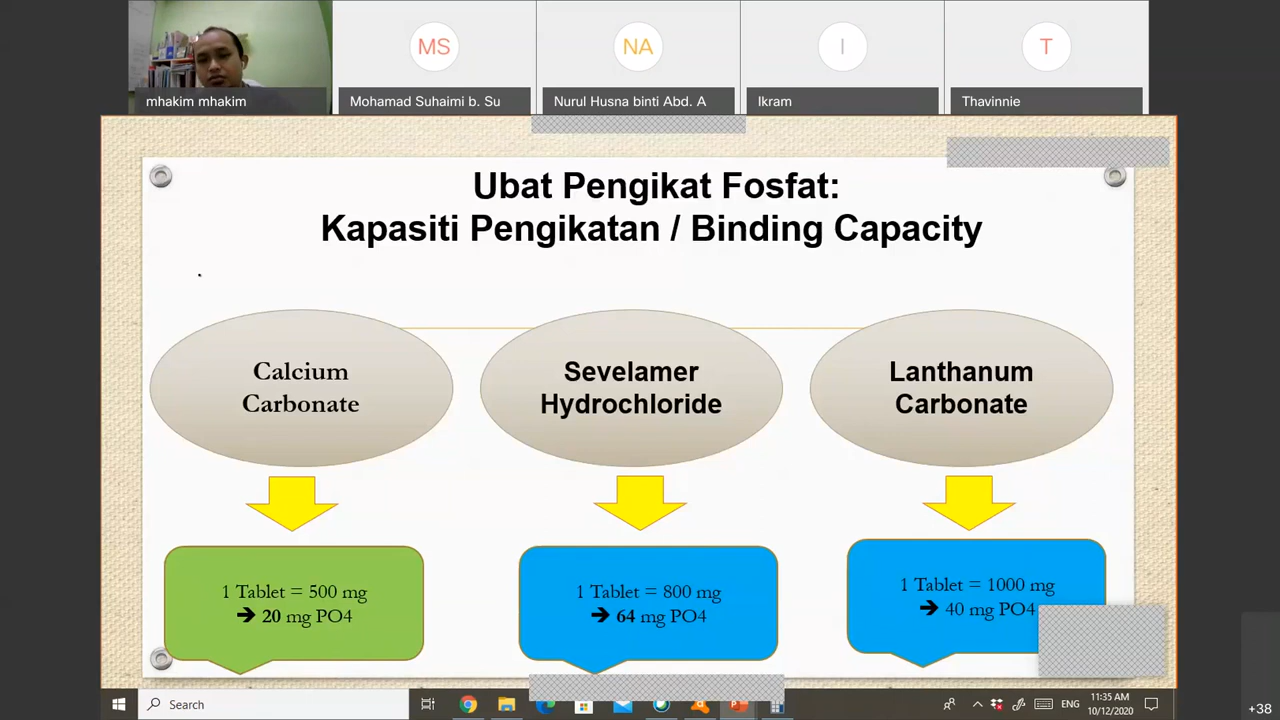 MS
NA
I
T
mhakim mhakim
Mohamad Suhaimi b. Su
Nurul Husna binti Abd. A
Ikram
Thavinnie
Ubat Pengikat Fosfat:
Kapasiti Pengikatan / Binding Capacity
Calcium
Carbonate
Sevelamer
Hydrochloride
Lanthanum
Carbonate
1 Tablet = 500 mg
➔ 20 mg PO4
1 Tablet = 800 mg
➔ 64 mg PO4
1 Tablet = 1000 mg
➔ 40 mg PO4
Search
ENG
11:35 AM
10/12/2020
+38